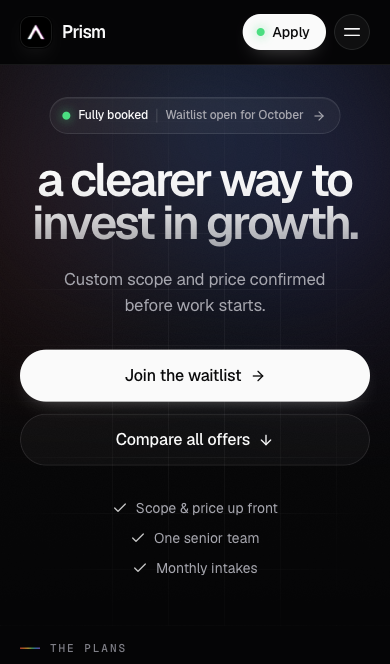 Prism
Apply
Fully booked | Waitlist open for October →
a clearer way to
invest in growth.
Custom scope and price confirmed
before work starts.
Join the waitlist →
Compare all offers ↓
✓ Scope & price up front
✓ One senior team
✓ Monthly intakes
THE PLANS